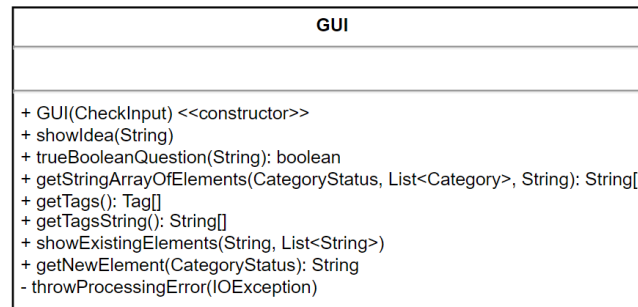 GUI
+ GUI(CheckInput) <<constructor>>
+ showIdea(String)
+ trueBooleanQuestion(String): boolean
+ getStringArrayOfElements(CategoryStatus, List<Category>, String): String[
+ getTags(): Tag[]
+ getTagsString(): String[]
+ showExistingElements(String, List<String>)
+ getNewElement(CategoryStatus): String
- throwProcessingError(IOException)